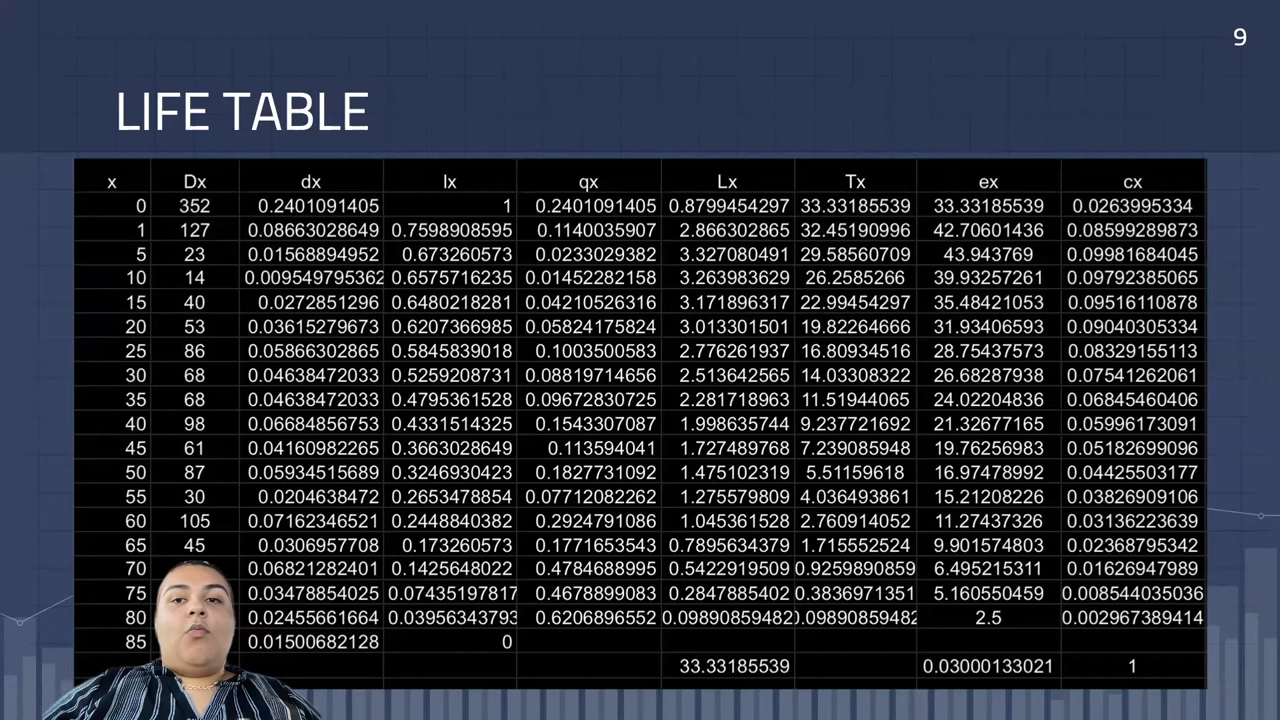 9
LIFE TABLE
x Dx dx lx qx Lx Tx ex cx
0 352 0.2401091405 1 0.2401091405 0.8799454297 33.33185539 33.33185539 0.0263995334
1 127 0.08663028649 0.7598908595 0.1140035907 2.866302865 32.45190996 42.70601436 0.08599289873
5 23 0.01568894952 0.673260573 0.0233029382 3.327080491 29.58560709 43.943769 0.09981684045
10 14 0.009549795362 0.6575716235 0.01452282158 3.263983629 26.2585266 39.93257261 0.09792385065
15 40 0.0272851296 0.6480218281 0.04210526316 3.171896317 22.99454297 35.48421053 0.09516110878
20 53 0.03615279673 0.6207366985 0.05824175824 3.013301501 19.82264666 31.93406593 0.09040305334
25 86 0.05866302865 0.5845839018 0.1003500583 2.776261937 16.80934516 28.75437573 0.08329155113
30 68 0.04638472033 0.5259208731 0.08819714656 2.513642565 14.03308322 26.68287938 0.07541262061
35 68 0.04638472033 0.4795361528 0.09672830725 2.281718963 11.51944065 24.02204836 0.06845460406
40 98 0.06684856753 0.4331514325 0.1543307087 1.998635744 9.237721692 21.32677165 0.05996173091
45 61 0.04160982265 0.3663028649 0.113594041 1.727489768 7.239085948 19.76256983 0.05182699096
50 87 0.05934515689 0.3246930423 0.1827731092 1.475102319 5.51159618 16.97478992 0.04425503177
55 30 0.0204638472 0.2653478854 0.07712082262 1.275579809 4.036493861 15.21208226 0.03826909106
60 105 0.07162346521 0.2448840382 0.2924791086 1.045361528 2.760914052 11.27437326 0.03136223639
65 45 0.0306957708 0.173260573 0.1771653543 0.7895634379 1.715552524 9.901574803 0.02368795342
70 0.06821282401 0.1425648022 0.4784688995 0.5422919509 0.9259890859 6.495215311 0.01626947989
75 0.03478854025 0.07435197817 0.4678899083 0.2847885402 0.3836971351 5.160550459 0.008544035036
80 0.02455661664 0.03956343793 0.6206896552 0.09890859482 0.09890859482 2.5 0.002967389414
85 0.01500682128 0
33.33185539 0.03000133021 1